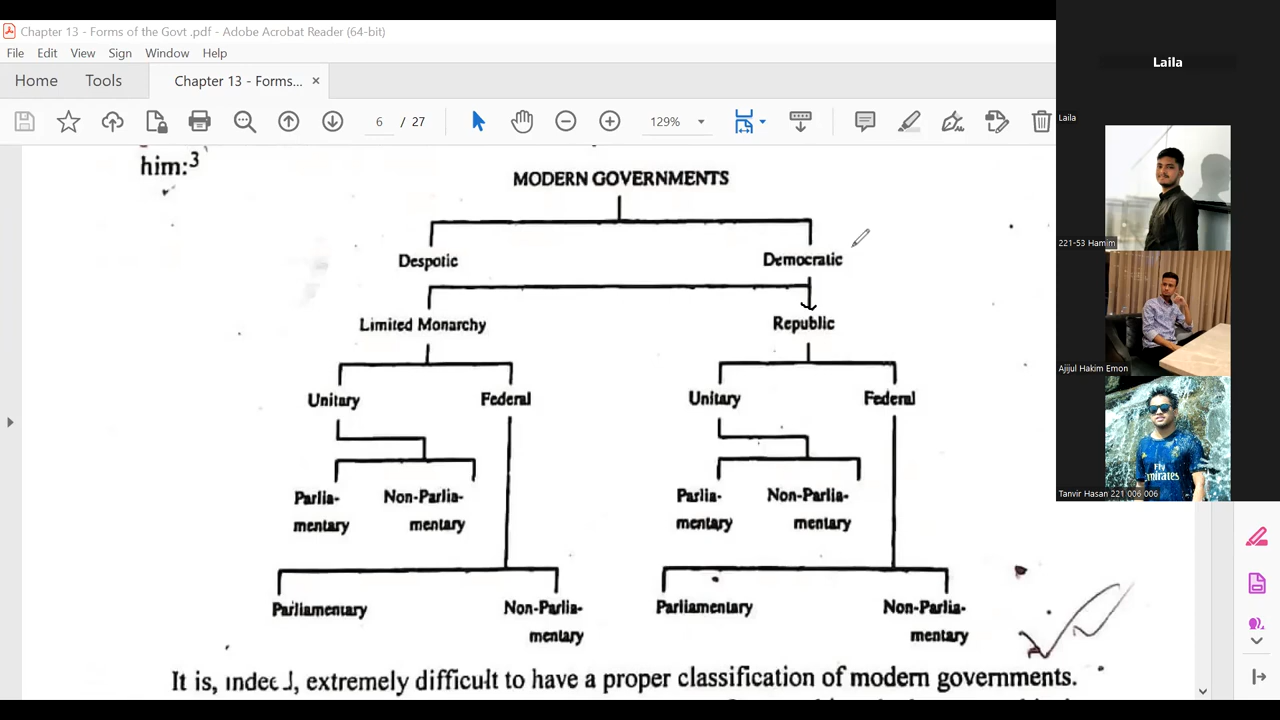 Chapter 13 - Forms of the Govt .pdf - Adobe Acrobat Reader (64-bit)
File Edit View Sign Window Help
Home Tools Chapter 13 - Forms... ×
6 / 27 129%
him:3
MODERN GOVERNMENTS
Despotic Democratic
Limited Monarchy Republic
Unitary Federal Unitary Federal
Parlia- Non-Parlia- Parlia- Non-Parlia-
mentary mentary mentary mentary
Parliamentary Non-Parlia- Parliamentary Non-Parlia-
mentary mentary
It is, indeed, extremely difficult to have a proper classification of modern governments.
Laila
Laila
221-53 Hamim
Ajijul Hakim Emon
Fly
Emirates
Tanvir Hasan 221 006 006